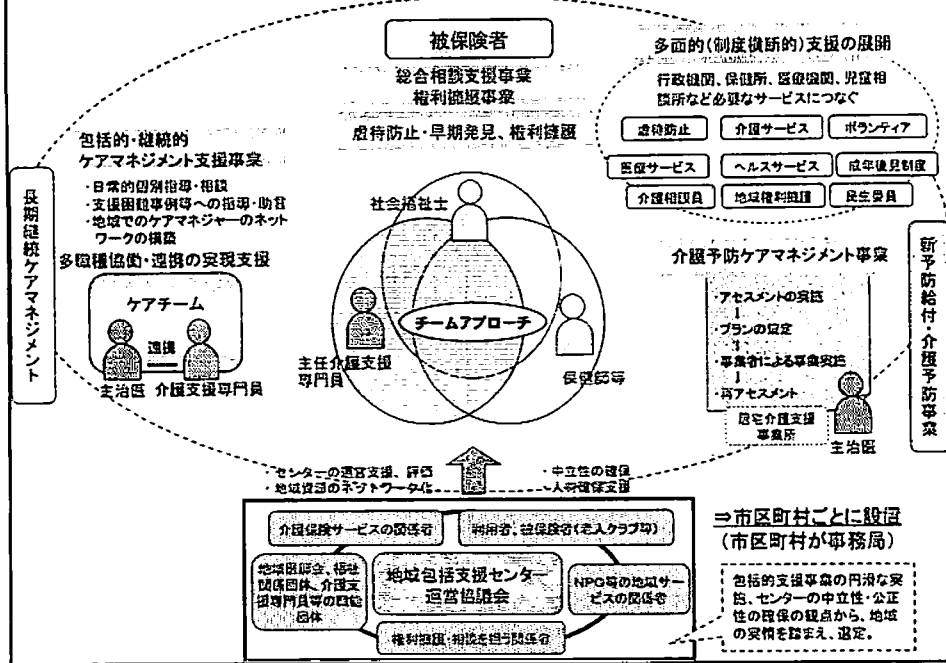 被保険者
総合相談支援事業
権利擁護事業
虐待防止・早期発見、権利擁護
多面的(制度横断的)支援の展開
行政機関、保健所、医療機関、児童相
談所など必要なサービスにつなぐ
虐待防止
介護サービス
ボランティア
医療サービス
ヘルスサービス
成年後見制度
介護相談員
地域権利擁護
民生委員
包括的・継続的
ケアマネジメント支援事業
・日常的個別指導・相談
・支援困難事例等への指導・助言
・地域でのケアマネジャーのネット
ワークの構築
多職種協働・連携の実現支援
ケアチーム
連携
主治医 介護支援専門員
長期継続ケアマネジメント
社会福祉士
チームアプローチ
主任介護支援
専門員
保健師等
介護予防ケアマネジメント事業
・アセスメントの実施
↓
・プランの策定
↓
・事業者による事業実施
↓
・再アセスメント
居宅介護支援
事業所
主治医
新予防給付・介護予防事業
・センターの運営支援、評価
・地域資源のネットワーク化
・中立性の確保
・人材確保支援
介護保険サービスの関係者
利用者、被保険者(老人クラブ等)
地域医師会、福祉
関係団体、介護支
援専門員等の職能
団体
地域包括支援センター
運営協議会
NPO等の地域サー
ビスの関係者
権利擁護・相談を担う関係者
⇒市区町村ごとに設置
(市区町村が事務局)
包括的支援事業の円滑な実
施、センターの中立性・公正
性の確保の観点から、地域
の実情を踏まえ、選定。